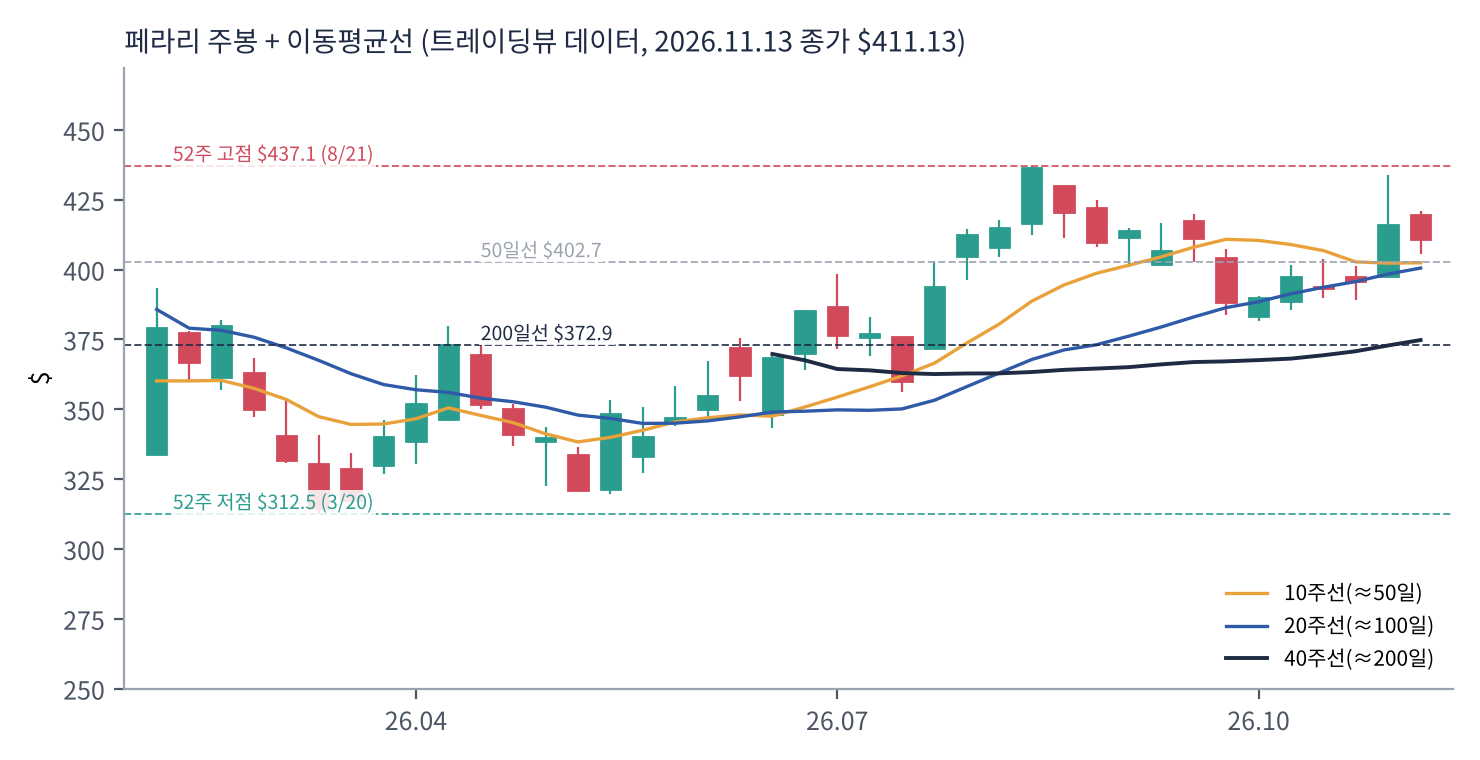 페라리 주봉 + 이동평균선 (트레이딩뷰 데이터, 2026.11.13 종가 $411.13)
$
450
425
400
375
350
325
300
275
250
52주 고점 $437.1 (8/21)
50일선 $402.7
200일선 $372.9
52주 저점 $312.5 (3/20)
10주선(≈50일)
20주선(≈100일)
40주선(≈200일)
26.04
26.07
26.10